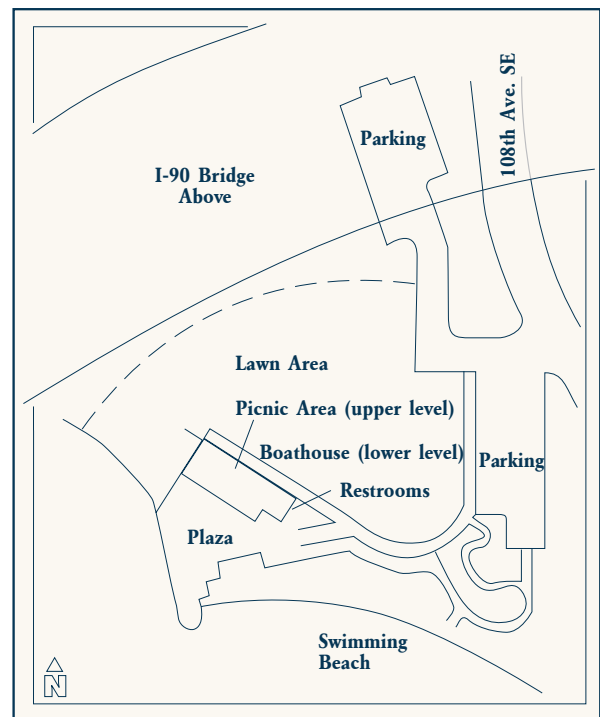 108th Ave. SE
Parking
I-90 Bridge
Above
Lawn Area
Picnic Area (upper level)
Boathouse (lower level)
Parking
Restrooms
Plaza
Swimming
Beach
N